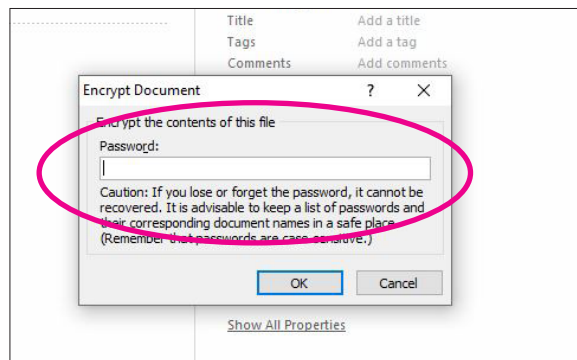 Title Add a title
Tags Add a tag
Comments Add comments
Encrypt Document ? X
Encrypt the contents of this file
Password:
Caution: If you lose or forget the password, it cannot be
recovered. It is advisable to keep a list of passwords and
their corresponding document names in a safe place.
(Remember that passwords are case-sensitive.)
OK Cancel
Show All Properties